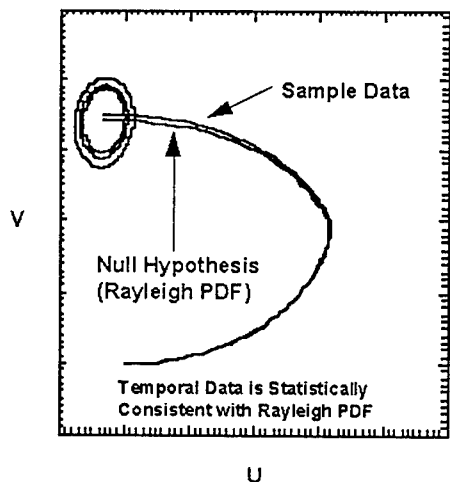 Sample Data
V
Null Hypothesis
(Rayleigh PDF)
Temporal Data is Statistically
Consistent with Rayleigh PDF
U